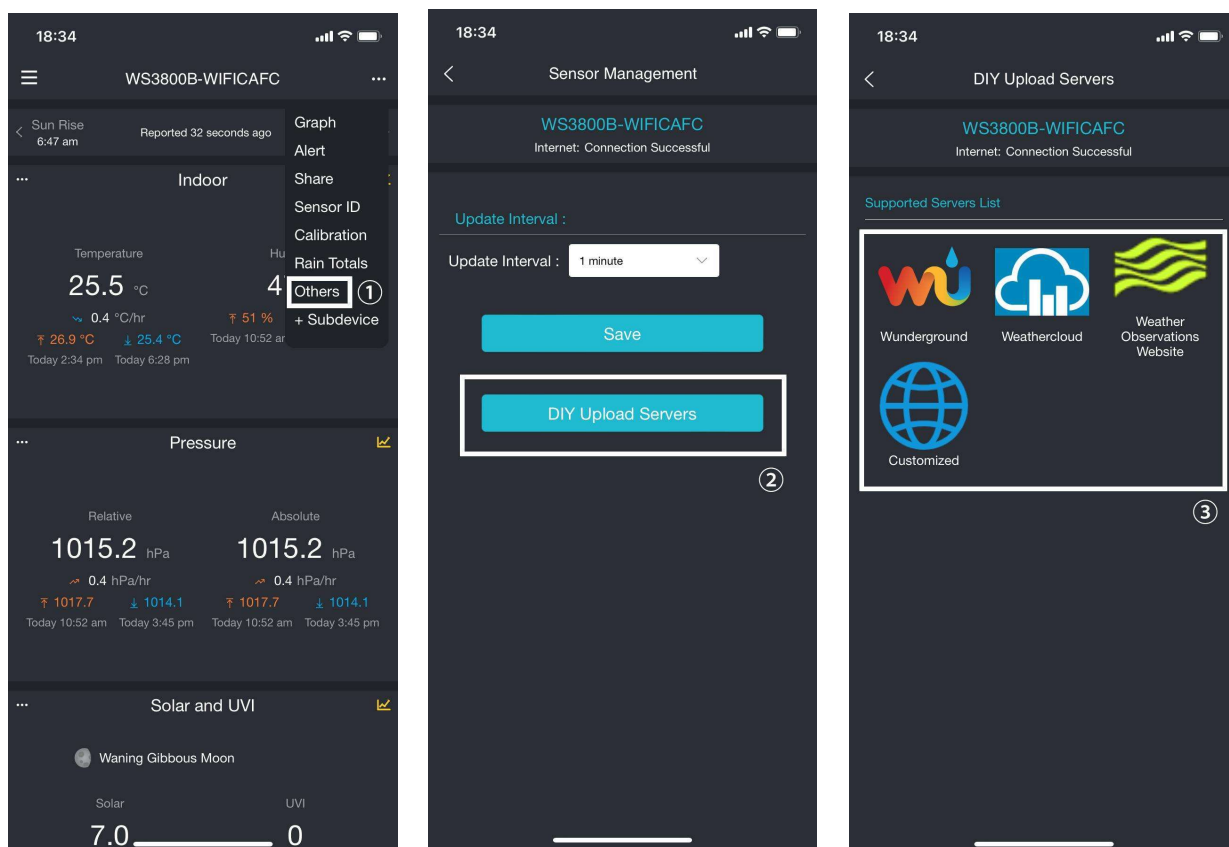 18:34
WS3800B-WIFICAFC
Sun Rise
6:47 am
Reported 32 seconds ago
Graph
Alert
Share
Sensor ID
Calibration
Rain Totals
Others ①
+ Subdevice
Indoor
Temperature
Hu
25.5 °C
4
0.4 °C/hr
51 %
26.9 °C 25.4 °C
Today 10:52 am
Today 2:34 pm Today 6:28 pm
Pressure
Relative Absolute
1015.2 hPa 1015.2 hPa
0.4 hPa/hr 0.4 hPa/hr
1017.7 1014.1 1017.7 1014.1
Today 10:52 am Today 3:45 pm Today 10:52 am Today 3:45 pm
Solar and UVI
Waning Gibbous Moon
Solar UVI
7.0 0
18:34
Sensor Management
WS3800B-WIFICAFC
Internet: Connection Successful
Update Interval :
Update Interval : 1 minute
Save
DIY Upload Servers
②
18:34
DIY Upload Servers
WS3800B-WIFICAFC
Internet: Connection Successful
Supported Servers List
wu
Wunderground
Weathercloud
Weather
Observations
Website
Customized
③